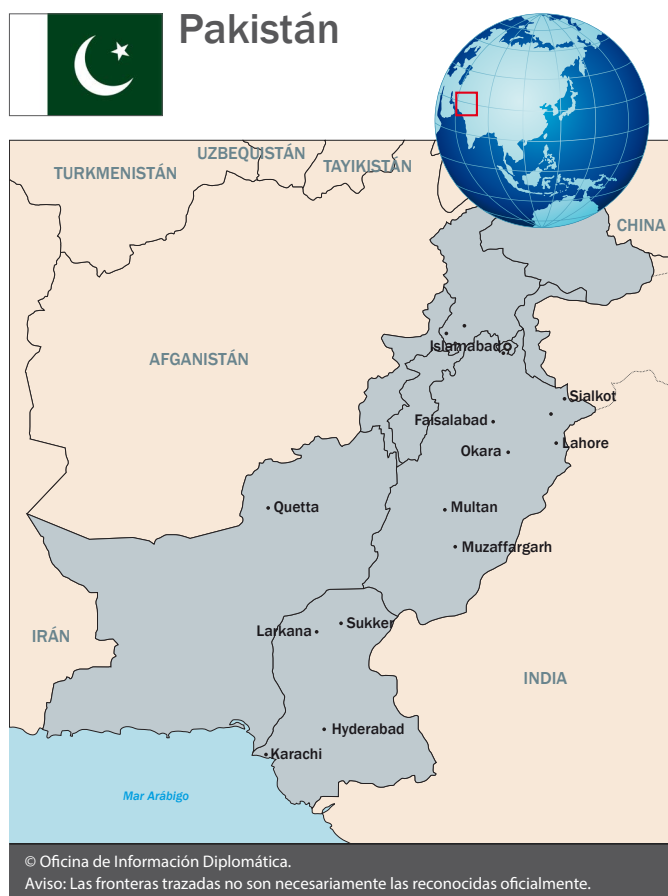 Pakistán
UZBEQUISTÁN
TAYIKISTÁN
TURKMENISTÁN
CHINA
Islamabad
AFGANISTÁN
Sialkot
Faisalabad
Lahore
Okara
Quetta
Multan
Muzaffargarh
Sukker
Larkana
IRÁN
INDIA
Hyderabad
Karachi
Mar Arábigo
© Oficina de Información Diplomática.
Aviso: Las fronteras trazadas no son necesariamente las reconocidas oficialmente.